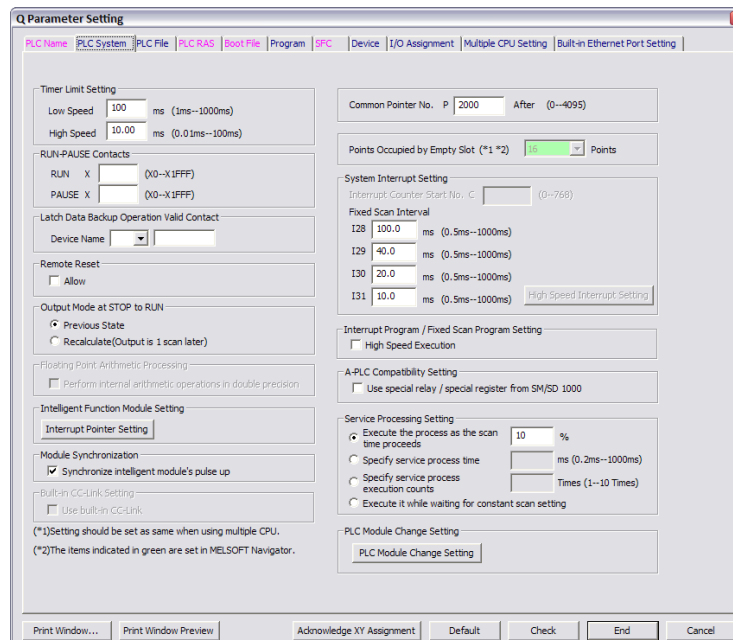 Q Parameter Setting
PLC Name PLC System PLC File PLC RAS Boot File Program SFC Device I/O Assignment Multiple CPU Setting Built-in Ethernet Port Setting
Timer Limit Setting
Low Speed 100 ms (1ms--1000ms)
High Speed 10.00 ms (0.01ms--100ms)
RUN-PAUSE Contacts
RUN X (X0--X1FFF)
PAUSE X (X0--X1FFF)
Latch Data Backup Operation Valid Contact
Device Name
Remote Reset
Allow
Output Mode at STOP to RUN
Previous State
Recalculate(Output is 1 scan later)
Floating Point Arithmetic Processing
Perform internal arithmetic operations in double precision
Intelligent Function Module Setting
Interrupt Pointer Setting
Module Synchronization
Synchronize intelligent module's pulse up
Built-in CC-Link Setting
Use built-in CC-Link
(*1)Setting should be set as same when using multiple CPU.
(*2)The items indicated in green are set in MELSOFT Navigator.
Common Pointer No. P 2000 After (0--4095)
Points Occupied by Empty Slot (*1 *2) 16 Points
System Interrupt Setting
Interrupt Counter Start No. C (0--768)
Fixed Scan Interval
I28 100.0 ms (0.5ms--1000ms)
I29 40.0 ms (0.5ms--1000ms)
I30 20.0 ms (0.5ms--1000ms)
I31 10.0 ms (0.5ms--1000ms) High Speed Interrupt Setting
Interrupt Program / Fixed Scan Program Setting
High Speed Execution
A-PLC Compatibility Setting
Use special relay / special register from SM/SD 1000
Service Processing Setting
Execute the process as the scan
time proceeds 10 %
Specify service process time ms (0.2ms--1000ms)
Specify service process
execution counts Times (1--10 Times)
Execute it while waiting for constant scan setting
PLC Module Change Setting
PLC Module Change Setting
Print Window... Print Window Preview Acknowledge XY Assignment Default Check End Cancel